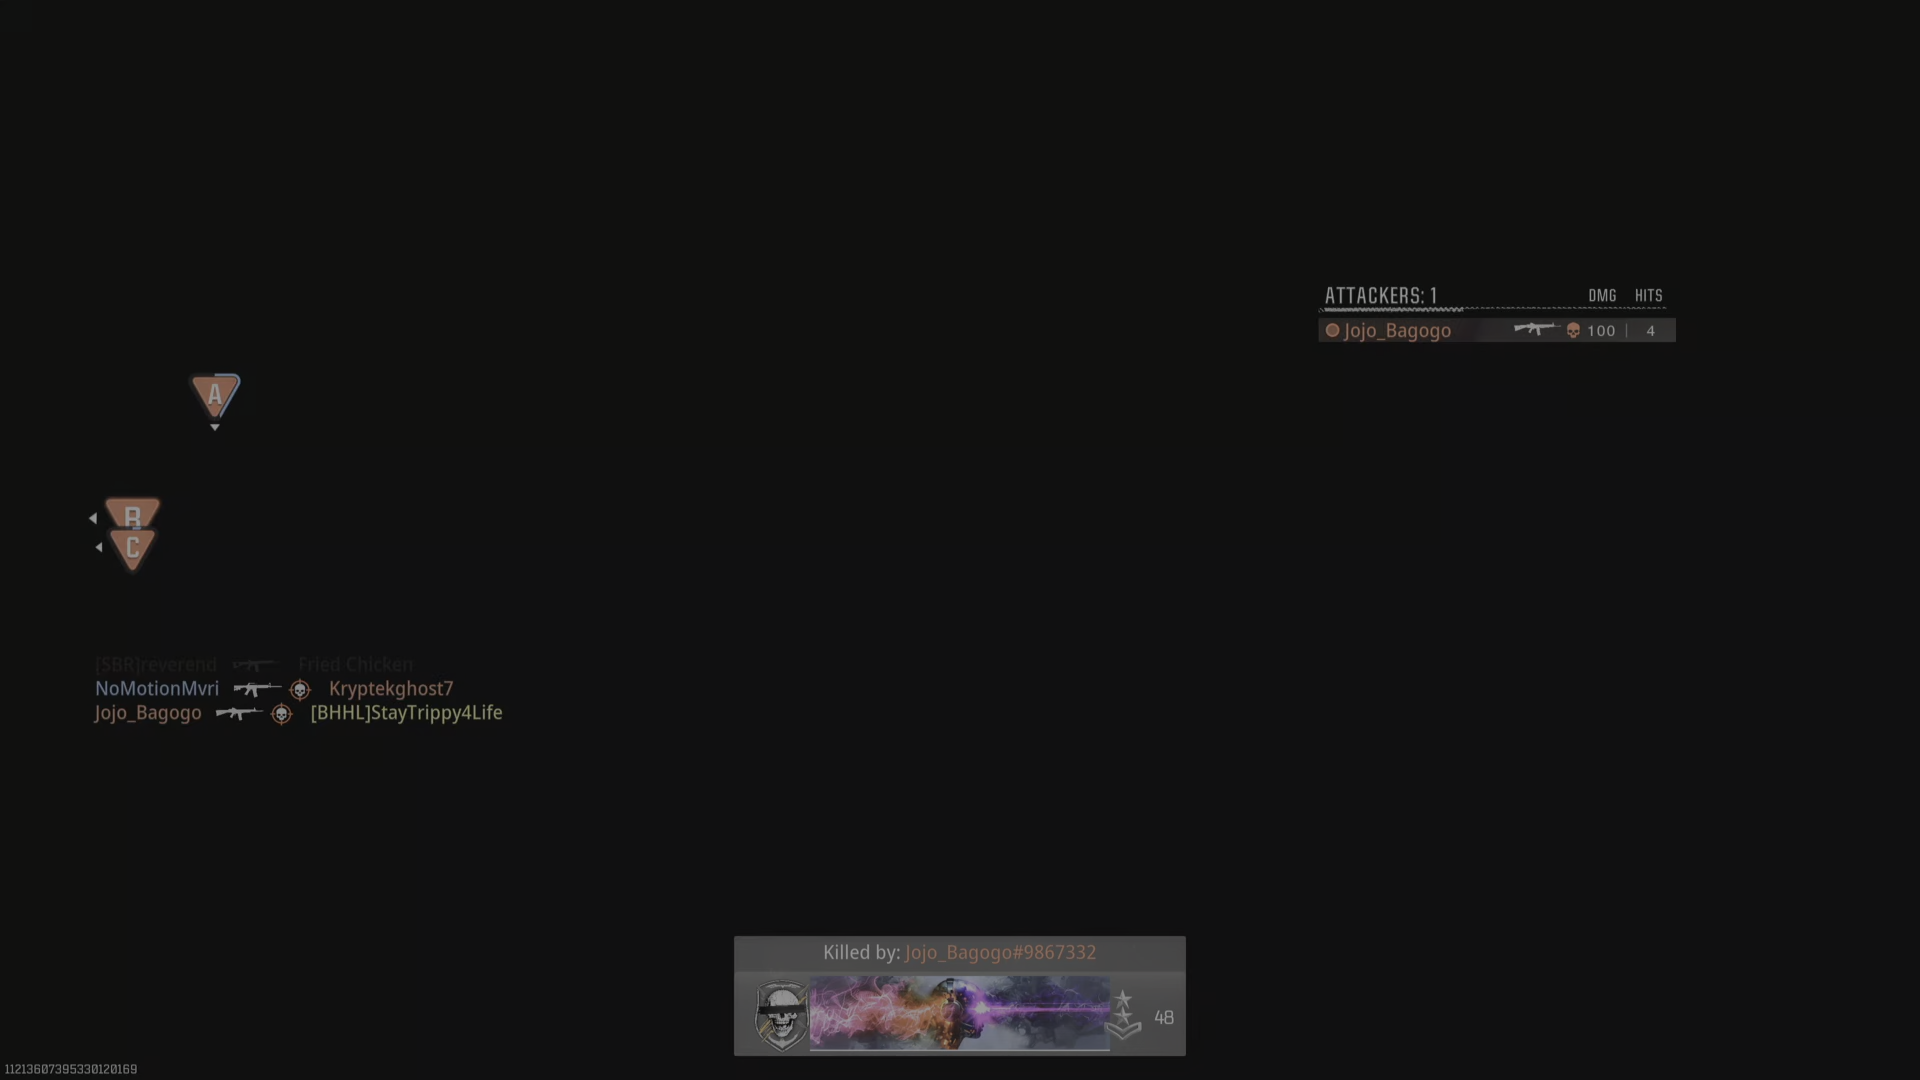 ATTACKERS: 1 DMG HITS
Jojo_Bagogo 100 | 4
A
B
C
[SBR]reverend Fried Chicken
NoMotionMvri Kryptekghost7
Jojo_Bagogo [BHHL]StayTrippy4Life
Killed by: Jojo_Bagogo#9867332
48
11213607395330120169